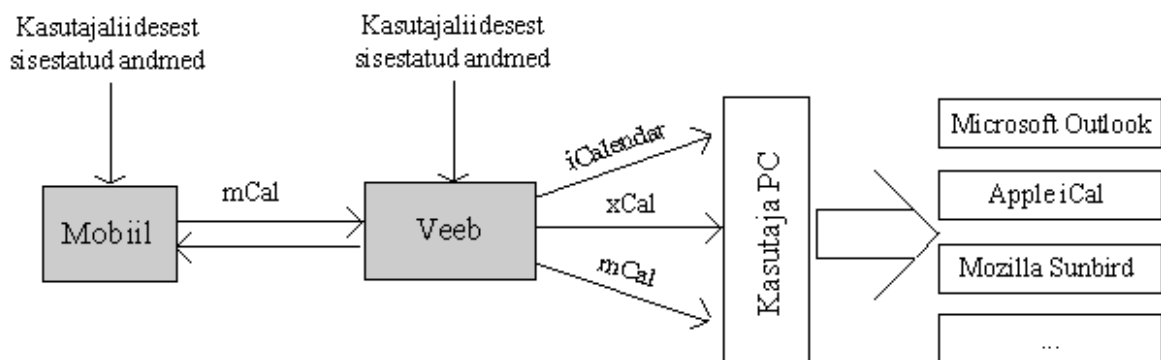 Kasutajaliidesest
sisestatud andmed
Kasutajaliidesest
sisestatud andmed
Mobiil
mCal
Veeb
iCalendar
xCal
mCal
Kasutaja PC
Microsoft Outlook
Apple iCal
Mozilla Sunbird
...